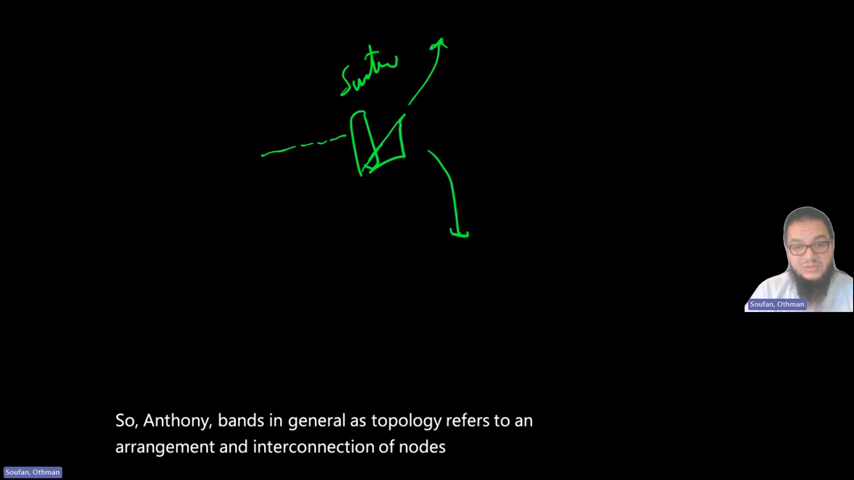 Soufan, Othman
So, Anthony, bands in general as topology refers to an
arrangement and interconnection of nodes
Soufan, Othman